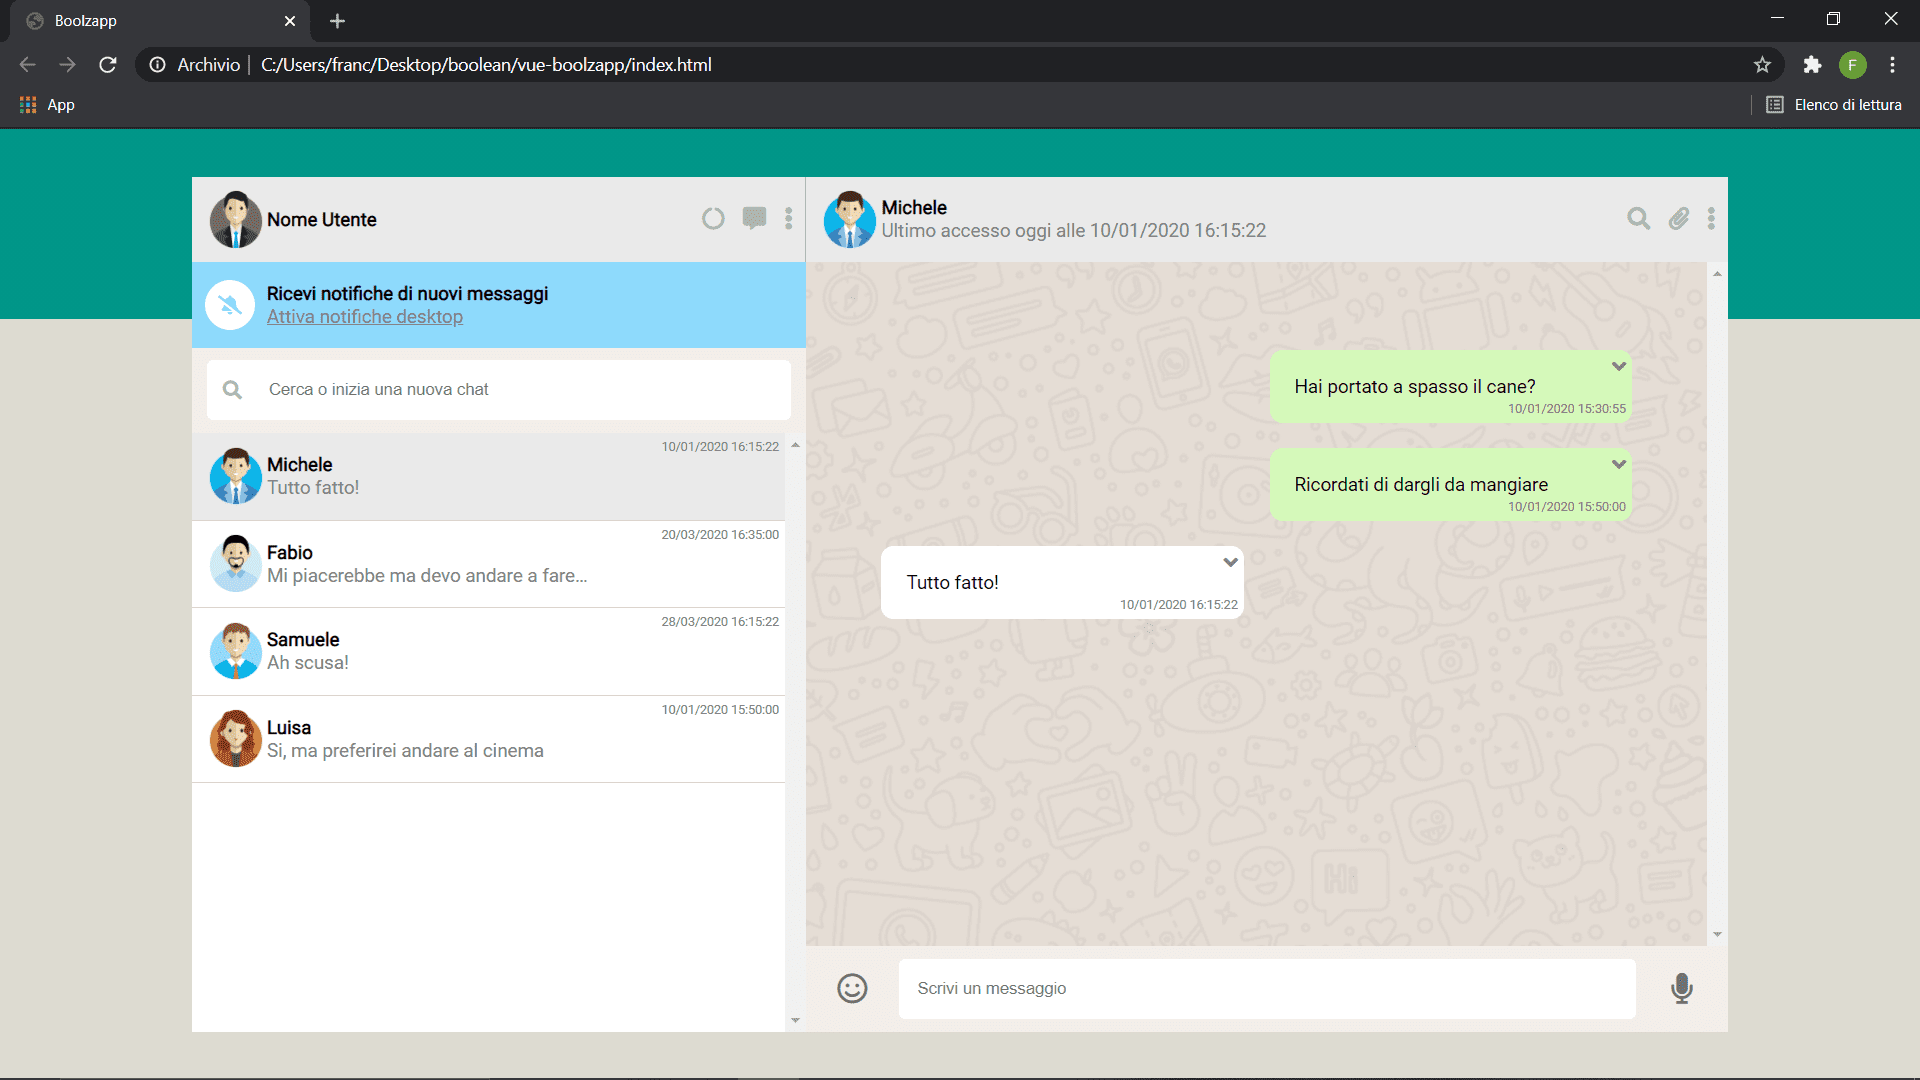 Boolzapp
Archivio
C:/Users/franc/Desktop/boolean/vue-boolzapp/index.html
F
App
Elenco di lettura
Nome Utente
Ricevi notifiche di nuovi messaggi
Attiva notifiche desktop
Cerca o inizia una nuova chat
10/01/2020 16:15:22
Michele
Tutto fatto!
20/03/2020 16:35:00
Fabio
Mi piacerebbe ma devo andare a fare...
28/03/2020 16:15:22
Samuele
Ah scusa!
10/01/2020 15:50:00
Luisa
Si, ma preferirei andare al cinema
Michele
Ultimo accesso oggi alle 10/01/2020 16:15:22
Hai portato a spasso il cane?
10/01/2020 15:30:55
Ricordati di dargli da mangiare
10/01/2020 15:50:00
Tutto fatto!
10/01/2020 16:15:22
Hi
Scrivi un messaggio